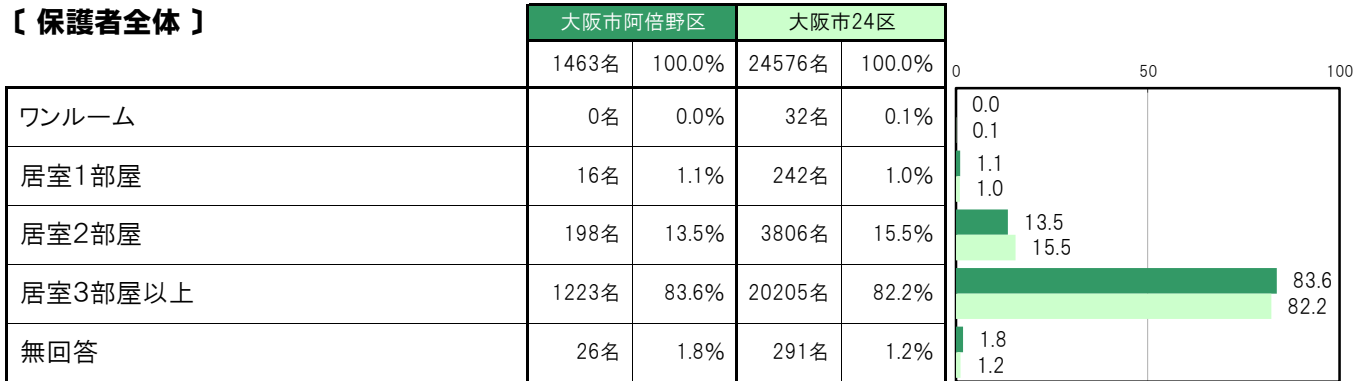 〔 保護者全体 〕
大阪市阿倍野区 大阪市24区
1463名 100.0% 24576名 100.0%
0 50 100
ワンルーム 0名 0.0% 32名 0.1%
0.0
0.1
居室1部屋 16名 1.1% 242名 1.0%
1.1
1.0
居室2部屋 198名 13.5% 3806名 15.5%
13.5
15.5
居室3部屋以上 1223名 83.6% 20205名 82.2%
83.6
82.2
無回答 26名 1.8% 291名 1.2%
1.8
1.2